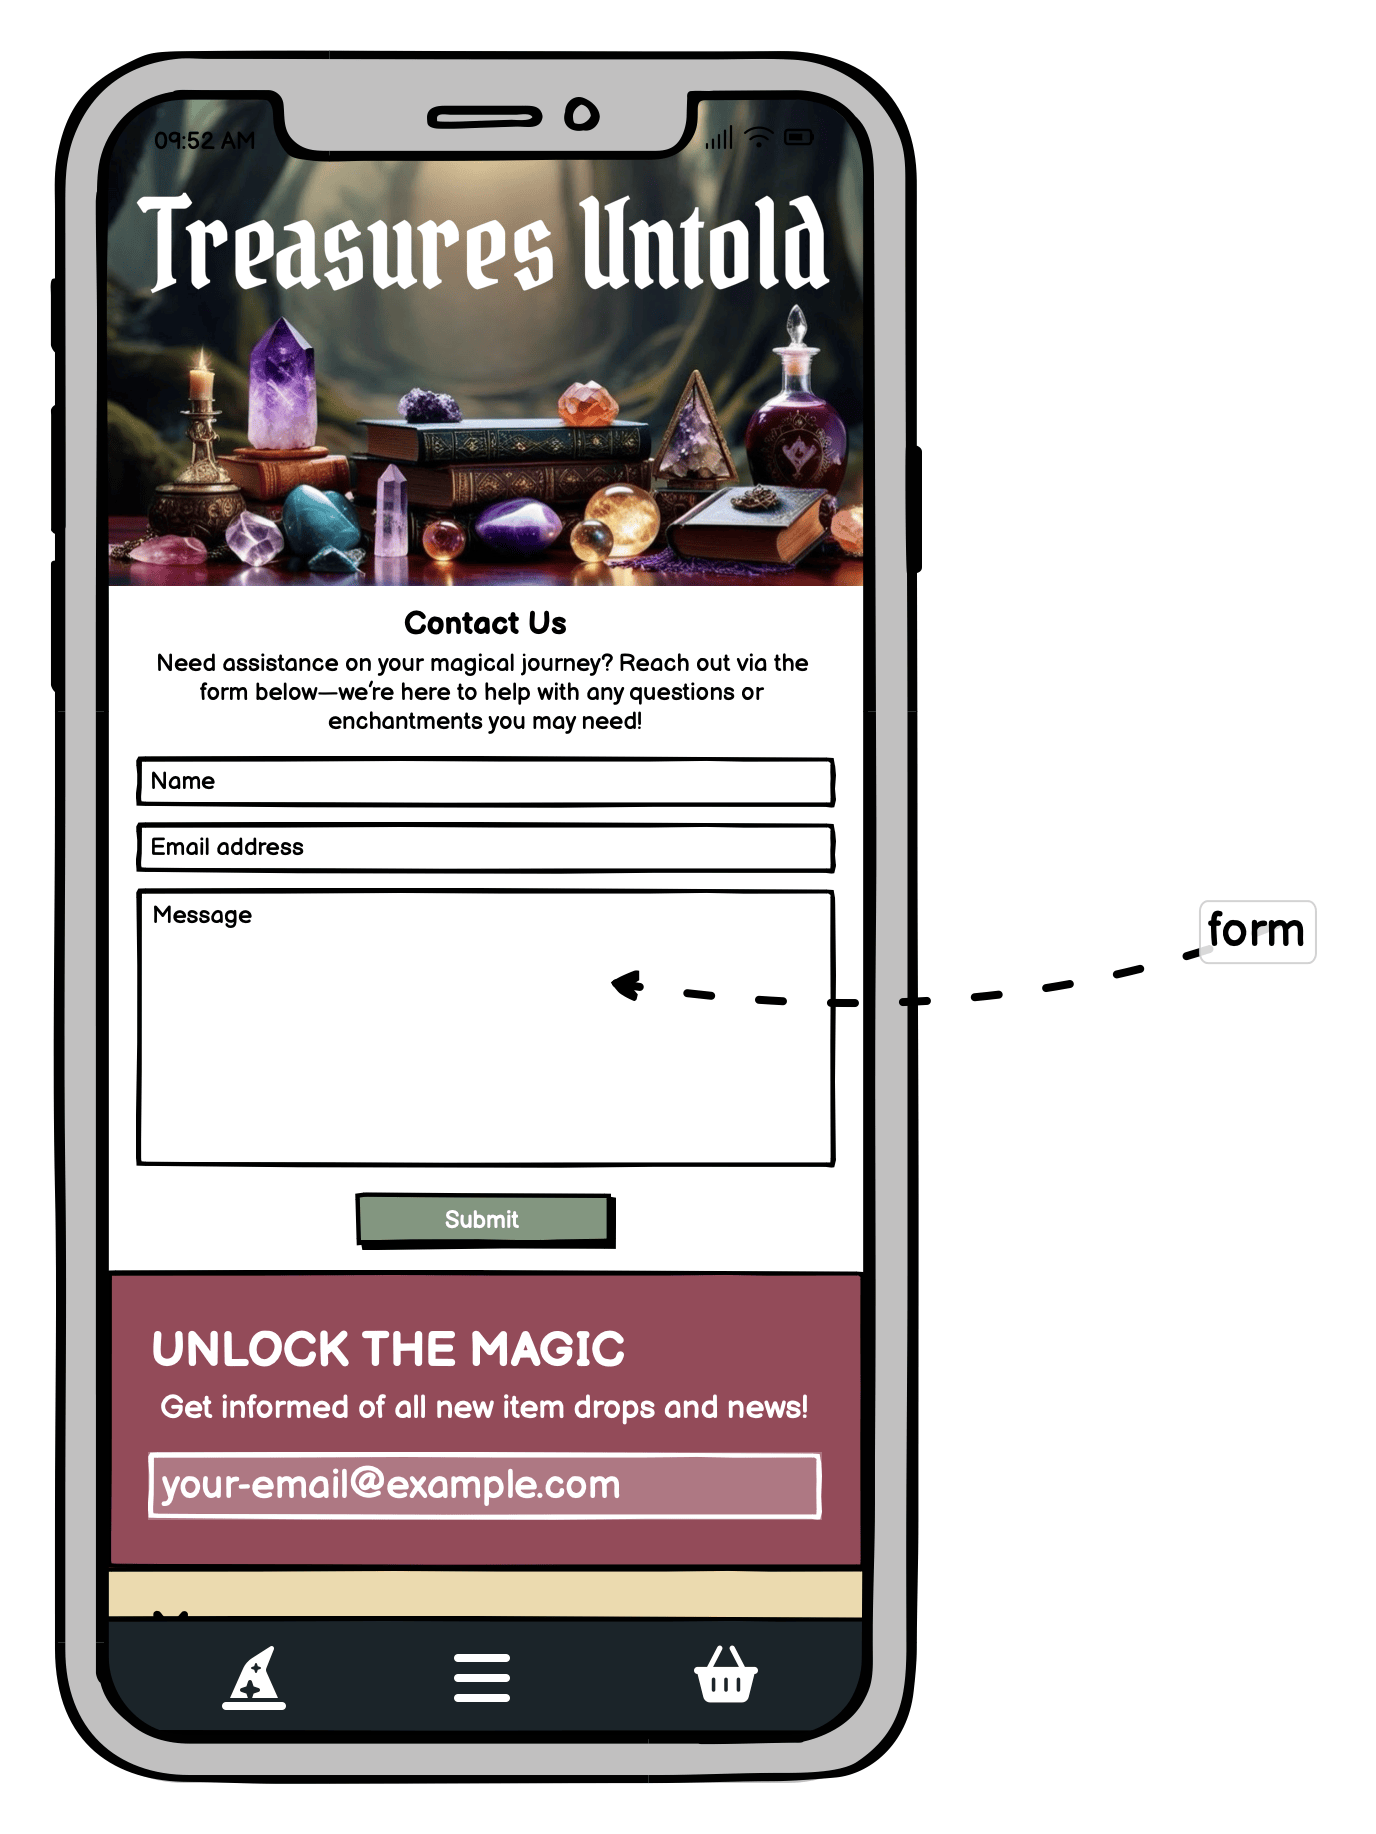 09:52 AM
Treasures Untold
Contact Us
Need assistance on your magical journey? Reach out via the
form below—we're here to help with any questions or
enchantments you may need!
Name
Email address
Message
form
Submit
UNLOCK THE MAGIC
Get informed of all new item drops and news!
your-email@example.com